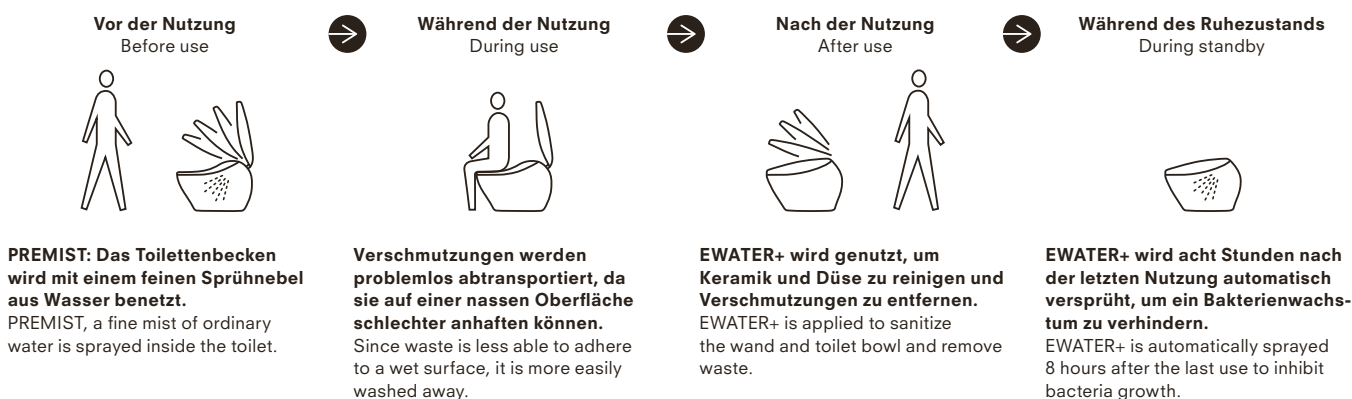 Vor der Nutzung
Before use
Während der Nutzung
During use
Nach der Nutzung
After use
Während des Ruhezustands
During standby
PREMIST: Das Toilettenbecken
wird mit einem feinen Sprühnebel
aus Wasser benetzt.
PREMIST, a fine mist of ordinary
water is sprayed inside the toilet.
Verschmutzungen werden
problemlos abtransportiert, da
sie auf einer nassen Oberfläche
schlechter anhaften können.
Since waste is less able to adhere
to a wet surface, it is more easily
washed away.
EWATER+ wird genutzt, um
Keramik und Düse zu reinigen und
Verschmutzungen zu entfernen.
EWATER+ is applied to sanitize
the wand and toilet bowl and remove
waste.
EWATER+ wird acht Stunden nach
der letzten Nutzung automatisch
versprüht, um ein Bakterienwachs-
tum zu verhindern.
EWATER+ is automatically sprayed
8 hours after the last use to inhibit
bacteria growth.